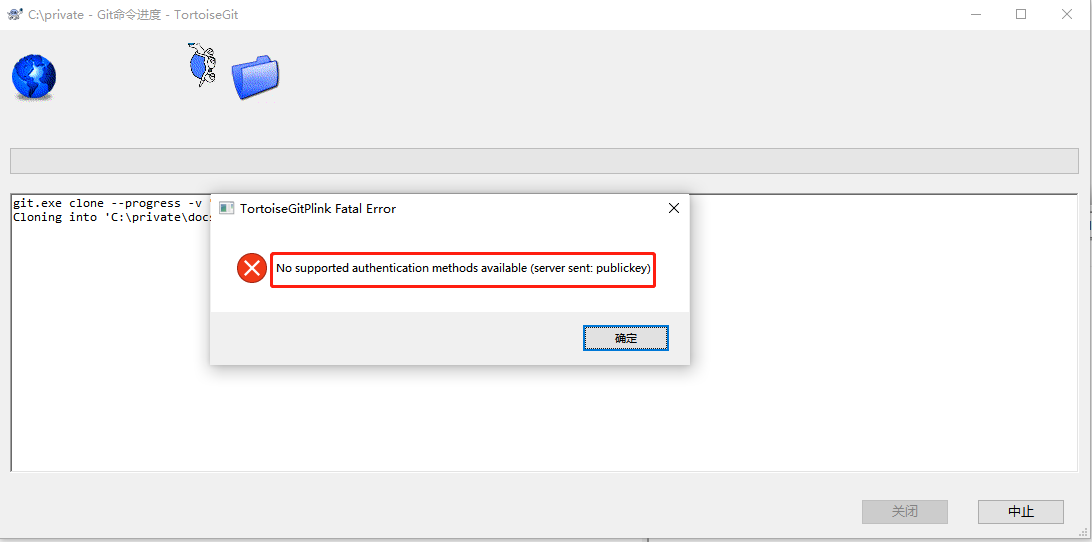 C:\private - Git命令进度 - TortoiseGit
git.exe clone --progress -v
Cloning into 'C:\private\doc
TortoiseGitPlink Fatal Error
No supported authentication methods available (server sent: publickey)
确定
关闭
中止